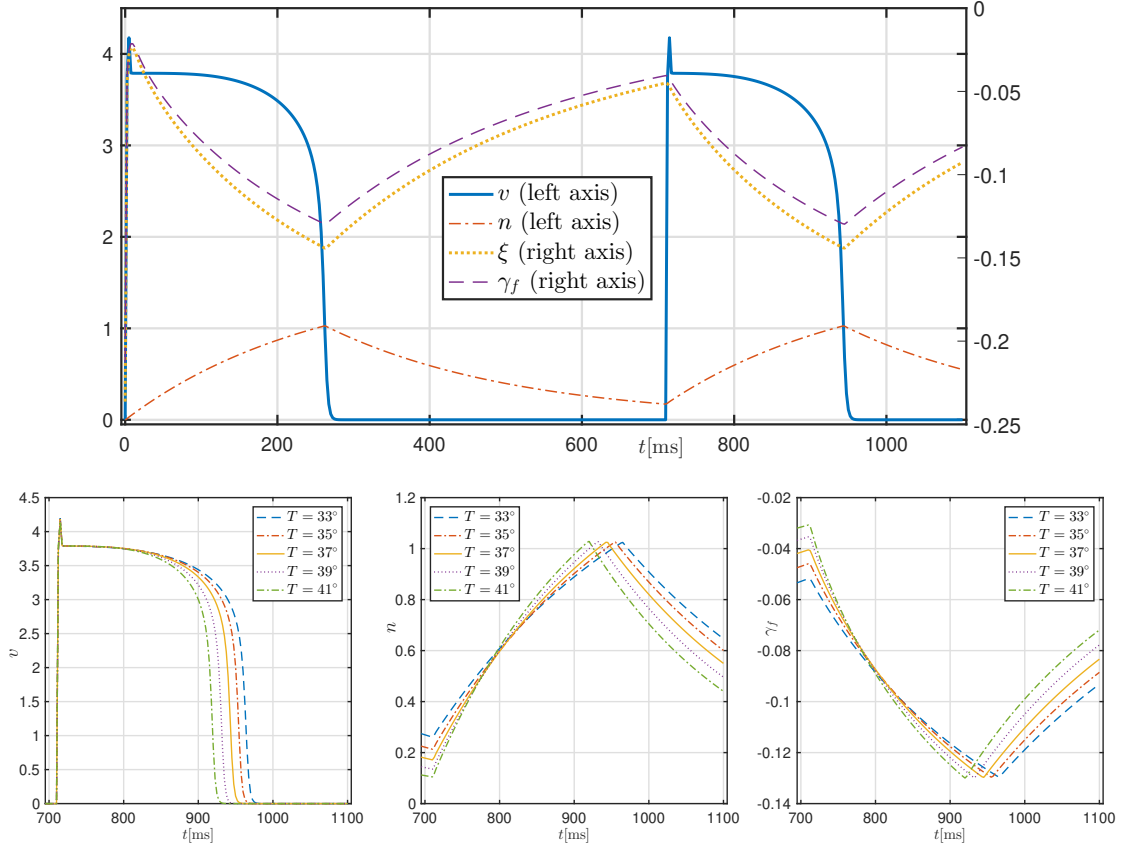 4
3
2
1
0
0
-0.05
-0.1
-0.15
-0.2
-0.25
v (left axis)
n (left axis)
ξ (right axis)
γ_f (right axis)
0 200 400 600 800 1000
t[ms]
4.5
4
3.5
3
2.5
2
1.5
1
0.5
0
v
T = 33°
T = 35°
T = 37°
T = 39°
T = 41°
700 800 900 1000 1100
t[ms]
1.2
1
0.8
0.6
0.4
0.2
0
n
T = 33°
T = 35°
T = 37°
T = 39°
T = 41°
700 800 900 1000 1100
t[ms]
-0.02
-0.04
-0.06
-0.08
-0.1
-0.12
-0.14
γ_f
T = 33°
T = 35°
T = 37°
T = 39°
T = 41°
700 800 900 1000 1100
t[ms]